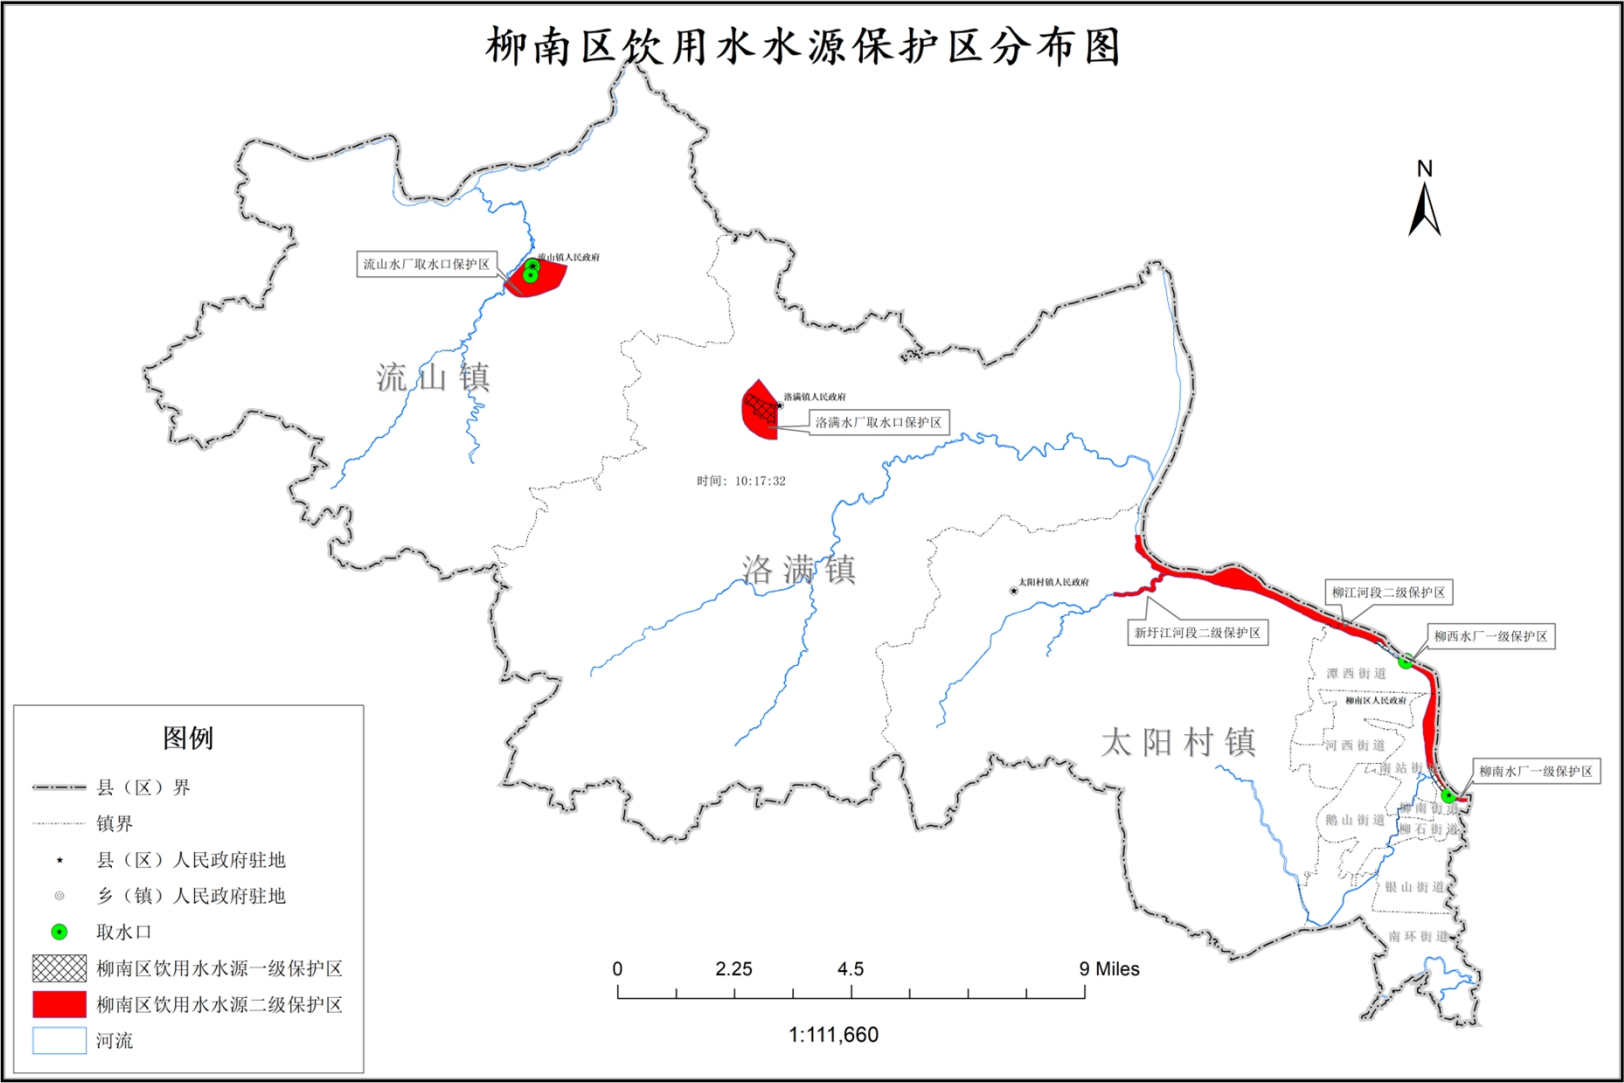 柳南区饮用水水源保护区分布图
N
流山镇人民政府
流山水厂取水口保护区
流山镇
洛满镇人民政府
洛满水厂取水口保护区
时间: 10:17:32
洛满镇
太阳村镇人民政府
柳江河段二级保护区
新圩江河段二级保护区
柳西水厂一级保护区
潭西街道
柳南区人民政府
太阳村镇
河西街道
南站街
柳南水厂一级保护区
柳南街道
鹅山街道
柳石街道
银山街道
南环街道
图例
县（区）界
镇界
县（区）人民政府驻地
乡（镇）人民政府驻地
取水口
柳南区饮用水水源一级保护区
柳南区饮用水水源二级保护区
河流
0 2.25 4.5 9 Miles
1:111,660